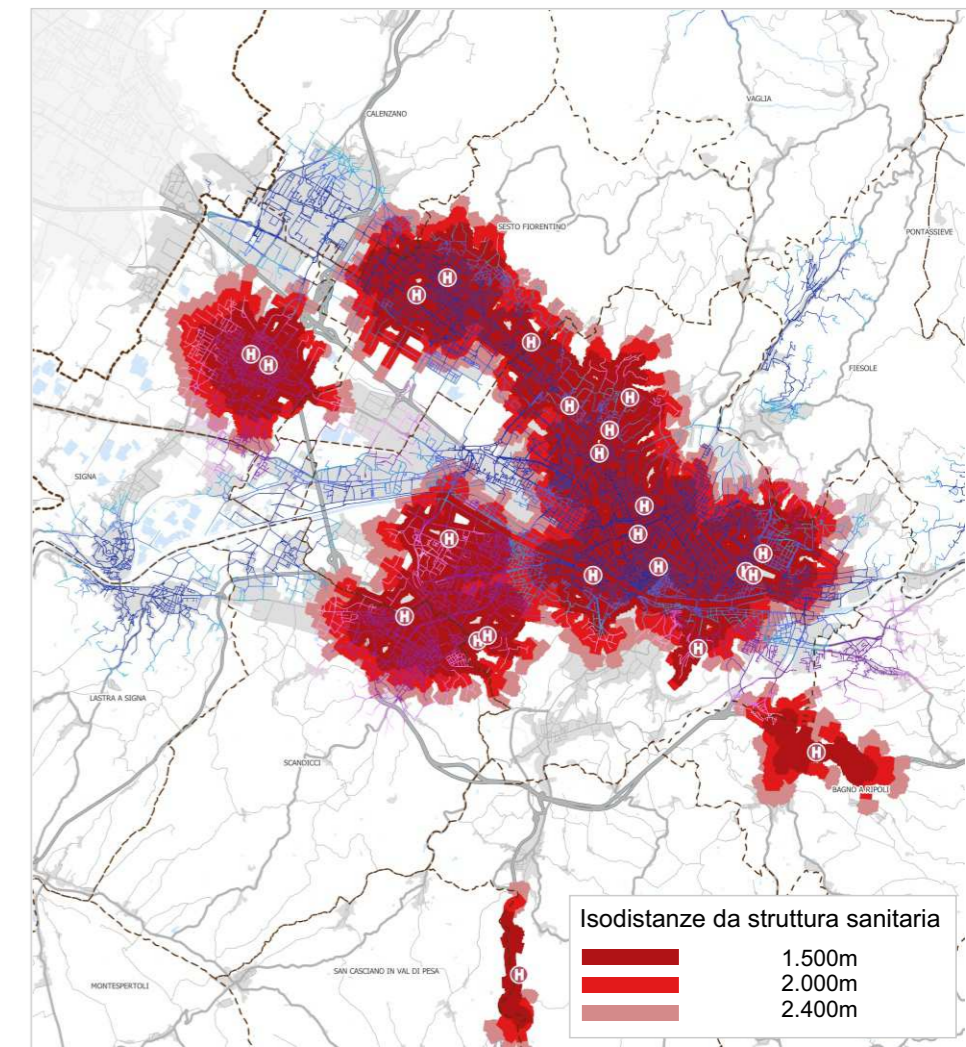 CALENZANO
VAGLIA
SESTO FIORENTINO
PONTASSIEVE
H
H
H
H
H
FIESOLE
H
H
H
H
SIGNA
H
H
H
H
H
H
H
H
H
H
H
H
LASTRA A SIGNA
H
SCANDICCI
BAGNO A RIPOLI
Isodistanze da struttura sanitaria
1.500m
2.000m
2.400m
SAN CASCIANO IN VAL DI PESA
H
MONTESPERTOLI